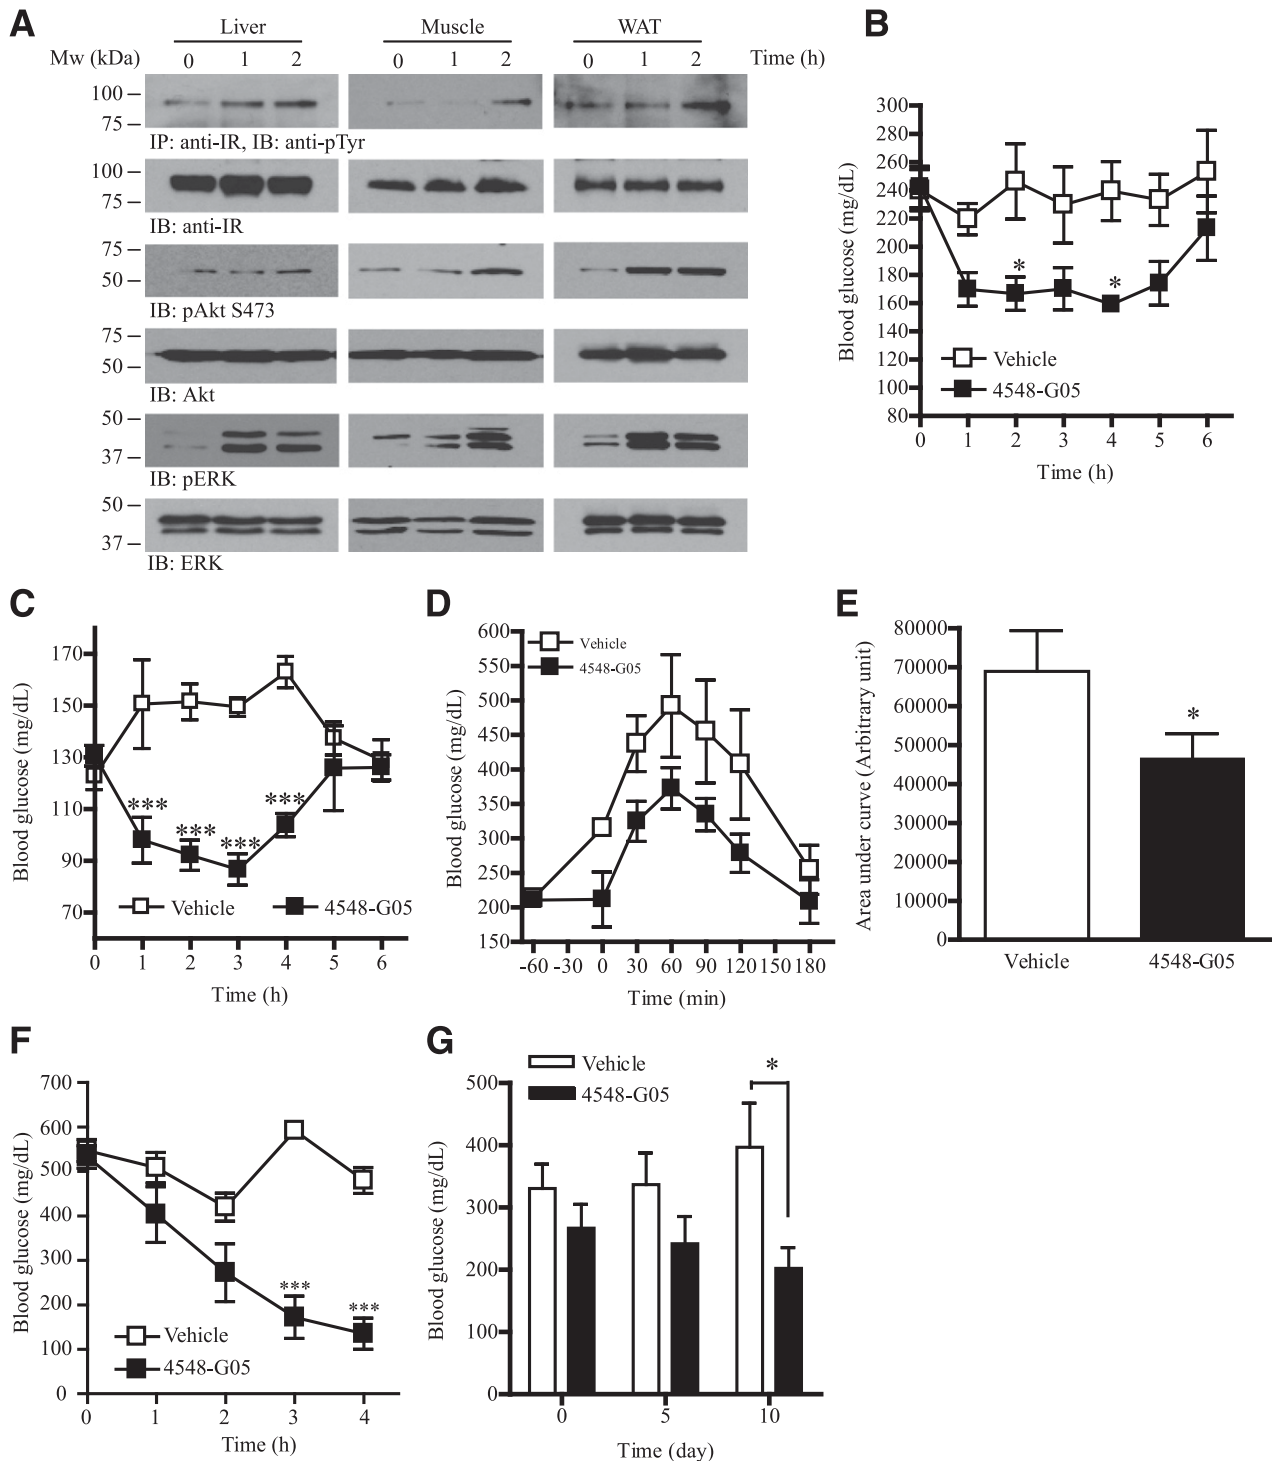 A
Liver Muscle WAT
Mw (kDa) 0 1 2 0 1 2 0 1 2 Time (h)
100
75
IP: anti-IR, IB: anti-pTyr
100
75
IB: anti-IR
75
50
IB: pAkt S473
75
50
IB: Akt
50
37
IB: pERK
50
37
IB: ERK
B
300
280
260
240
220
200
180
160
140
120
100
80
Blood glucose (mg/dL)
*
*
Vehicle
4548-G05
0 1 2 3 4 5 6
Time (h)
C
170
150
130
110
90
70
Blood glucose (mg/dL)
***
***
***
***
Vehicle 4548-G05
0 1 2 3 4 5 6
Time (h)
D
600
550
500
450
400
350
300
250
200
150
Blood glucose (mg/dL)
Vehicle
4548-G05
-60 -30 0 30 60 90 120 150 180
Time (min)
E
80000
70000
60000
50000
40000
30000
20000
10000
0
Area under curve (Arbitrary unit)
*
Vehicle 4548-G05
F
700
600
500
400
300
200
100
0
Blood glucose (mg/dL)
***
***
Vehicle
4548-G05
0 1 2 3 4
Time (h)
G
Vehicle
4548-G05
*
500
400
300
200
100
0
Blood glucose (mg/dL)
0 5 10
Time (day)